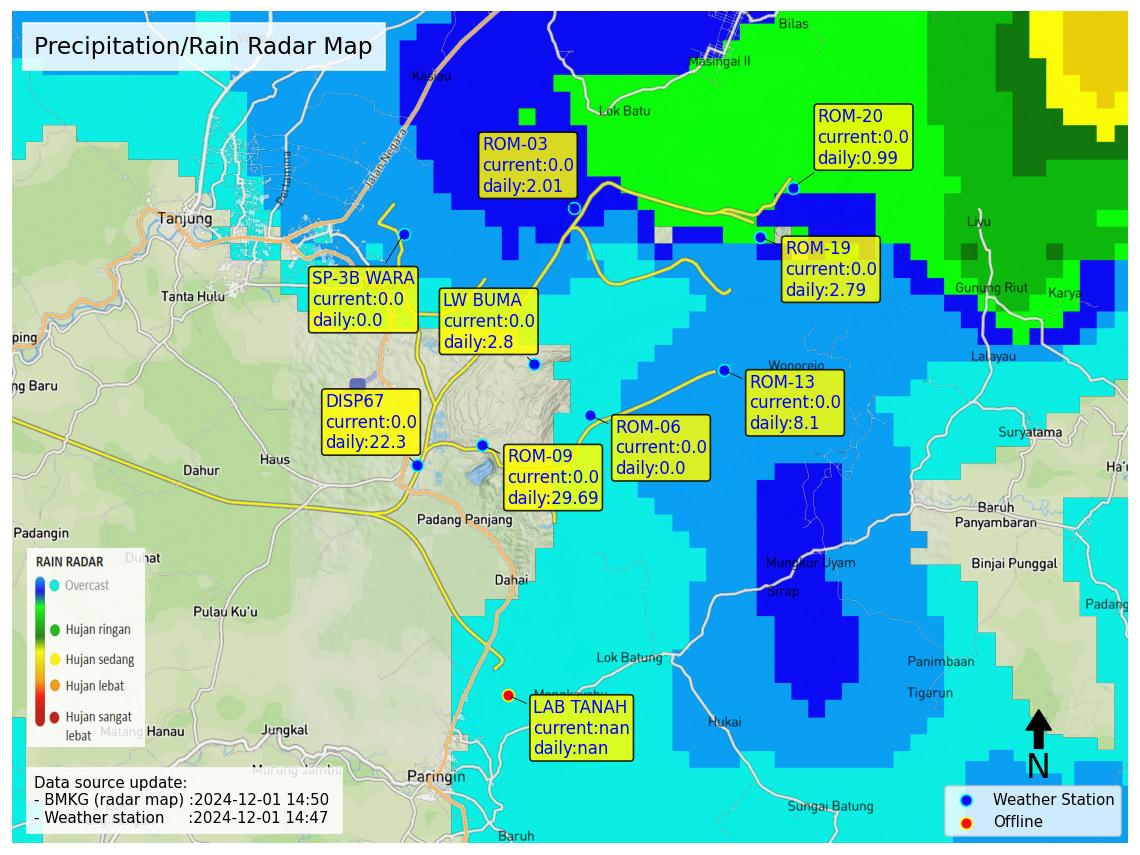 Precipitation/Rain Radar Map
Bilas
Masingai II
Kasiau
Lok Batu
Jalan Negara
Pertamina
ROM-03
current:0.0
daily:2.01
ROM-20
current:0.0
daily:0.99
Tanjung
Liyu
ROM-19
current:0.0
daily:2.79
SP-3B WARA
current:0.0
daily:0.0
LW BUMA
current:0.0
daily:2.8
Tanta Hulu
Gunung Riut
Karya
ping
Lalayau
Wonorejo
ng Baru
ROM-13
current:0.0
daily:8.1
DISP67
current:0.0
daily:22.3
ROM-06
current:0.0
daily:0.0
Suryatama
Haus
Dahur
ROM-09
current:0.0
daily:29.69
Ha'u
Padang Panjang
Baruh
Panyambaran
Padangin
Duhat
Mungkur Uyam
Binjai Punggal
Dahai
Sirap
Padang
Pulau Ku'u
RAIN RADAR
Overcast
Hujan ringan
Hujan sedang
Hujan lebat
Hujan sangat
lebat
Lok Batung
Panimbaan
Tigarun
LAB TANAH
current:nan
daily:nan
Hukai
Matang Hanau
Jungkal
Murung Jambu
Paringin
N
Data source update:
- BMKG (radar map) :2024-12-01 14:50
- Weather station :2024-12-01 14:47
Weather Station
Offline
Sungai Batung
Baruh